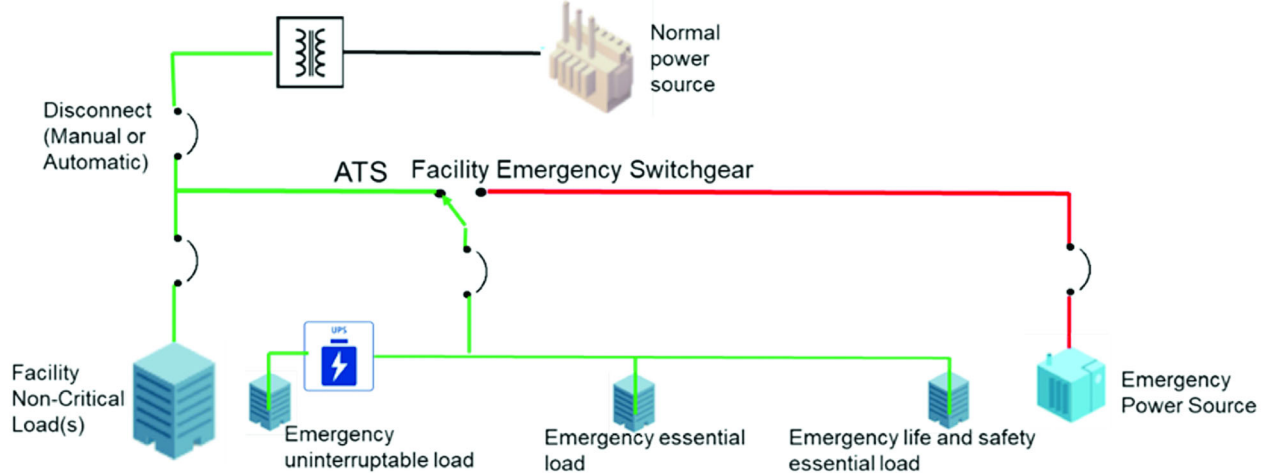 Normal
power
source
Disconnect
(Manual or
Automatic)
ATS
Facility Emergency Switchgear
UPS
Facility
Non-Critical
Load(s)
Emergency
uninterruptable load
Emergency essential
load
Emergency life and safety
essential load
Emergency
Power Source